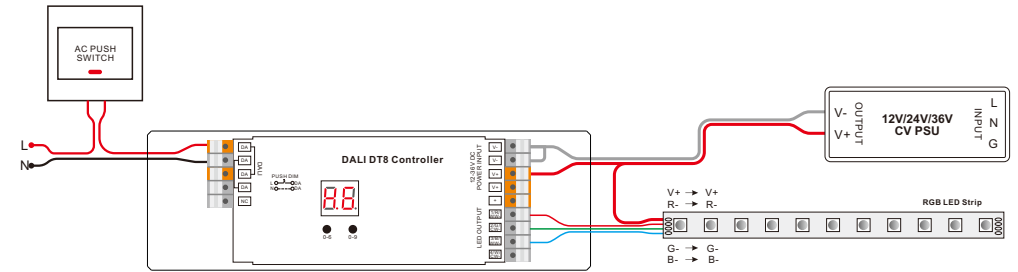 AC PUSH
SWITCH
L
N
DA
DA
DA
DA
NC
DALI
PUSH DIM
L
DA
N
DA
DALI DT8 Controller
8.8.
0-6
0-9
V-
V-
V+
V+
+
12-36V DC
POWER INPUT
LED OUTPUT
V-
V+
OUTPUT
12V/24V/36V
CV PSU
INPUT
L
N
G
V+ → V+
R- → R-
RGB LED Strip
G- → G-
B- → B-